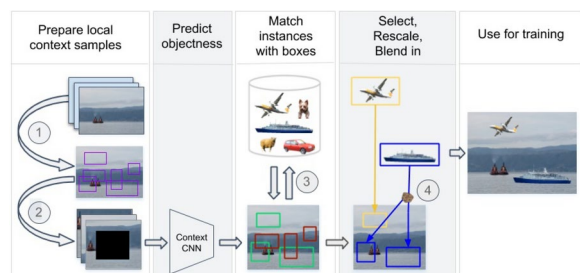 Prepare local
context samples
Predict
objectness
Match
instances
with boxes
Select,
Rescale,
Blend in
Use for training
1
2
Context
CNN
3
4